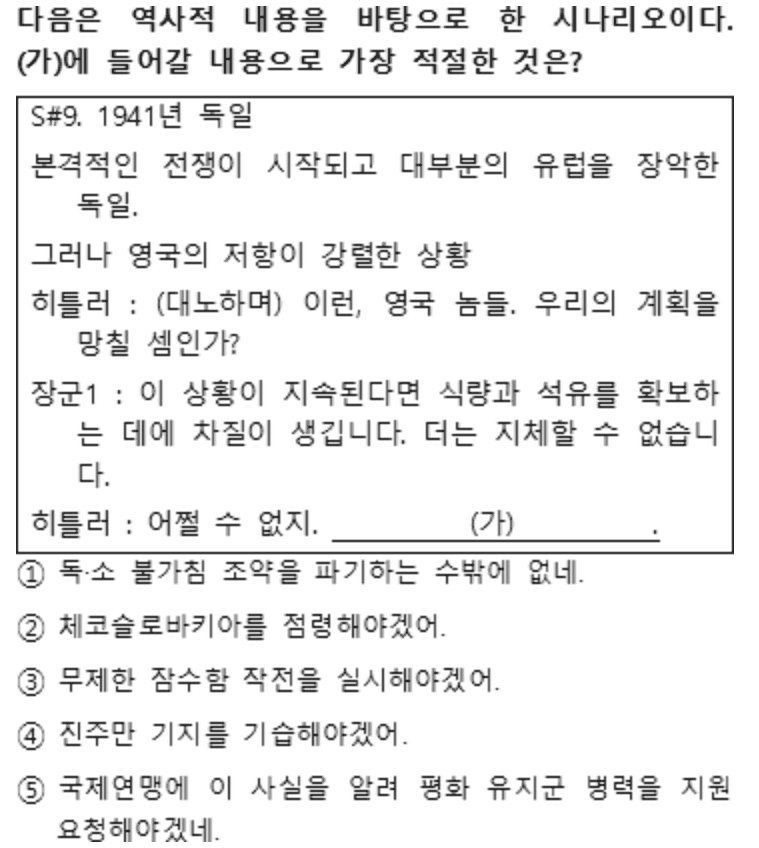 다음은 역사적 내용을 바탕으로 한 시나리오이다.
(가)에 들어갈 내용으로 가장 적절한 것은?
S#9. 1941년 독일
본격적인 전쟁이 시작되고 대부분의 유럽을 장악한
독일.
그러나 영국의 저항이 강렬한 상황
히틀러 : (대노하며) 이런, 영국 놈들. 우리의 계획을
망칠 셈인가?
장군1 : 이 상황이 지속된다면 식량과 석유를 확보하
는 데에 차질이 생깁니다. 더는 지체할 수 없습니
다.
히틀러 : 어쩔 수 없지. (가) .
① 독·소 불가침 조약을 파기하는 수밖에 없네.
② 체코슬로바키아를 점령해야겠어.
③ 무제한 잠수함 작전을 실시해야겠어.
④ 진주만 기지를 기습해야겠어.
⑤ 국제연맹에 이 사실을 알려 평화 유지군 병력을 지원
요청해야겠네.